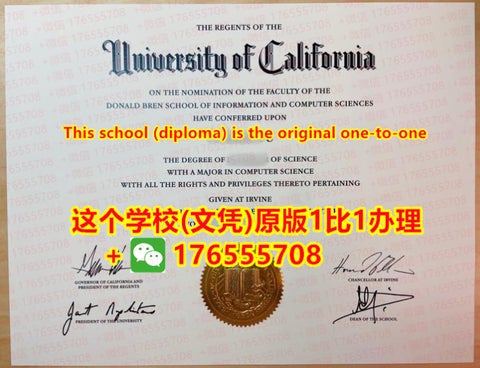 THE REGENTS OF THE
University of California
ON THE NOMINATION OF THE FACULTY OF THE
DONALD BREN SCHOOL OF INFORMATION AND COMPUTER SCIENCES
HAVE CONFERRED UPON
This school (diploma) is the original one-to-one
THE DEGREE OF OF SCIENCE
WITH A MAJOR IN COMPUTER SCIENCE
WITH ALL THE RIGHTS AND PRIVILEGES THERETO PERTAINING
GIVEN AT IRVINE
这个学校(文凭)原版1比1办理
+ 176555708
GOVERNOR OF CALIFORNIA AND
PRESIDENT OF THE REGENTS
CHANCELLOR AT IRVINE
PRESIDENT OF THE UNIVERSITY
DEAN OF THE SCHOOL
+微信 176555708